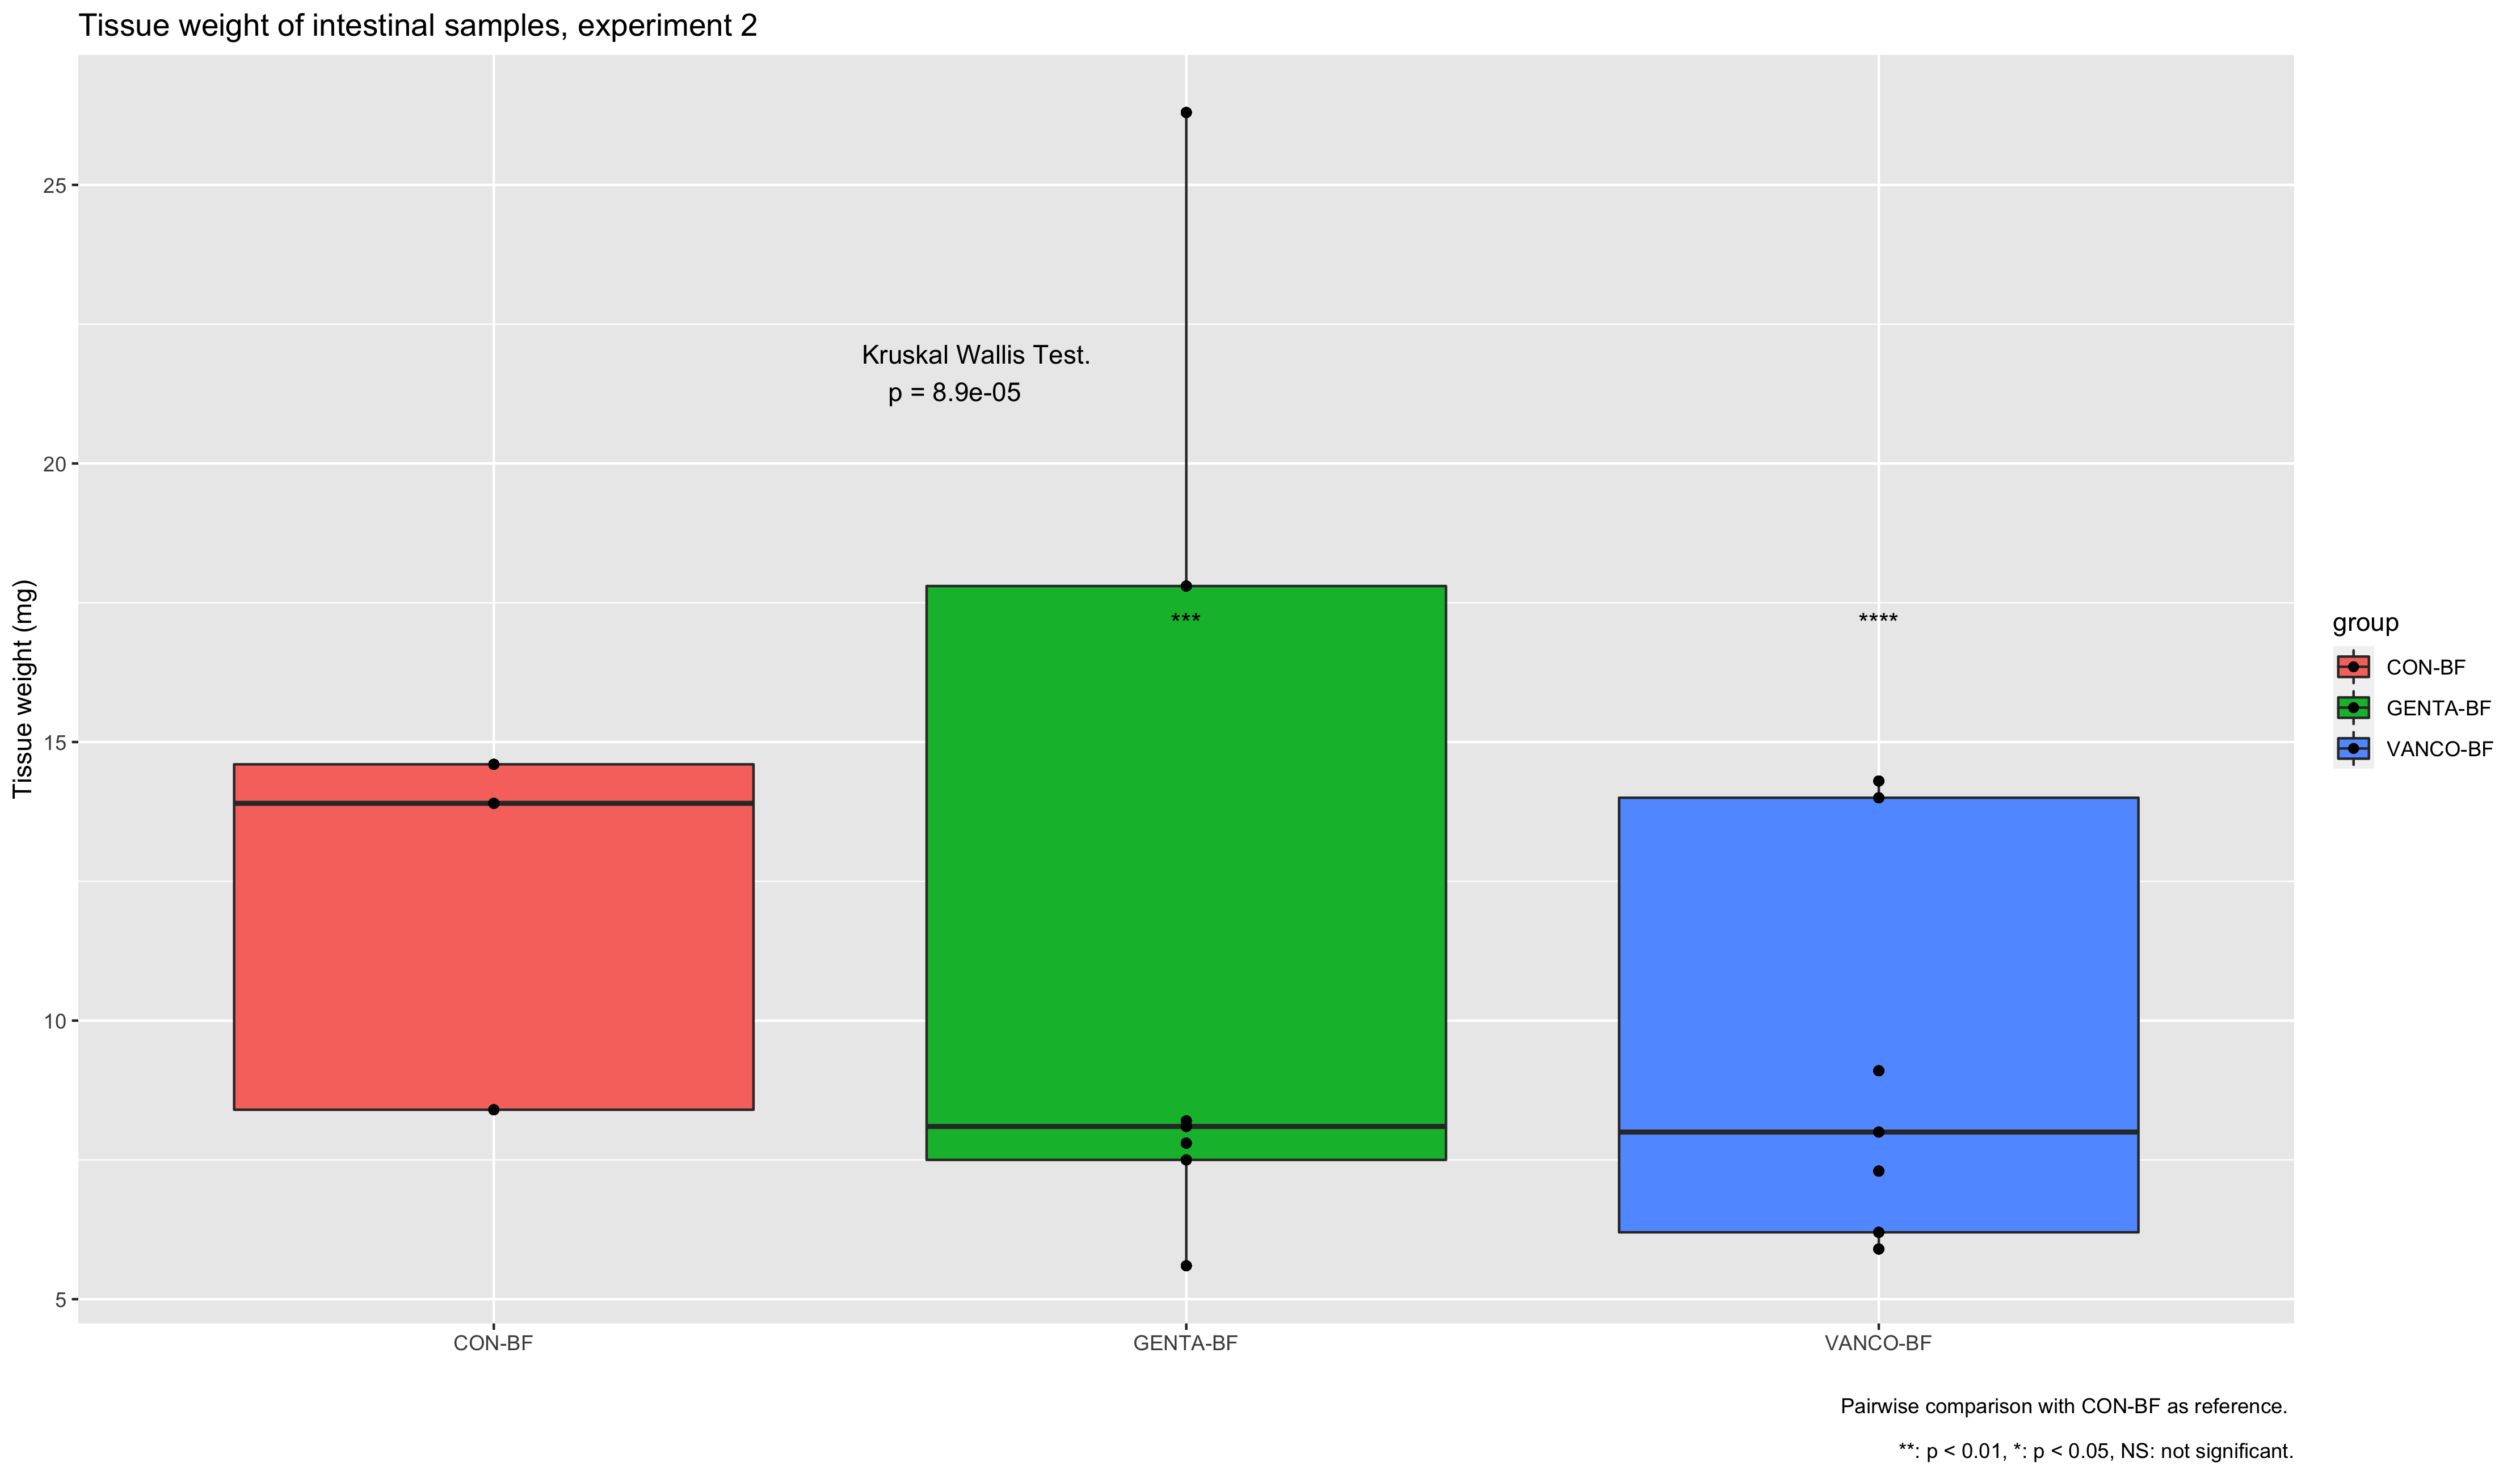 Tissue weight of intestinal samples, experiment 2
Tissue weight (mg)
25
20
15
10
5
Kruskal Wallis Test.
p = 8.9e-05
***
****
CON-BF
GENTA-BF
VANCO-BF
group
CON-BF
GENTA-BF
VANCO-BF
Pairwise comparison with CON-BF as reference.
**: p < 0.01, *: p < 0.05, NS: not significant.